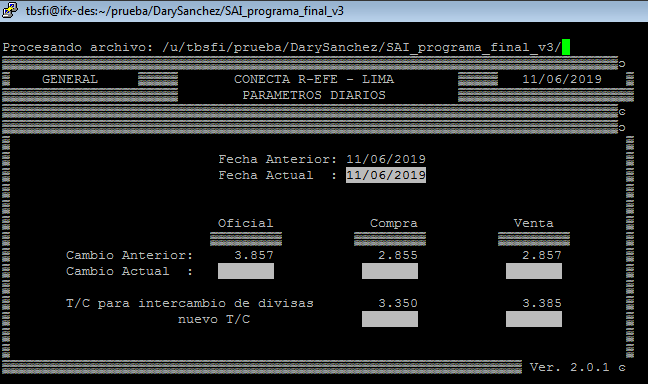 tbsfi@ifx-des:~/prueba/DarySanchez/SAI_programa_final_v3
Procesando archivo: /u/tbsfi/prueba/DarySanchez/SAI_programa_final_v3/
GENERAL CONECTA R-EFE - LIMA 11/06/2019
PARAMETROS DIARIOS
Fecha Anterior: 11/06/2019
Fecha Actual : 11/06/2019
Oficial Compra Venta
Cambio Anterior: 3.857 2.855 2.857
Cambio Actual :
T/C para intercambio de divisas 3.350 3.385
nuevo T/C
Ver. 2.0.1